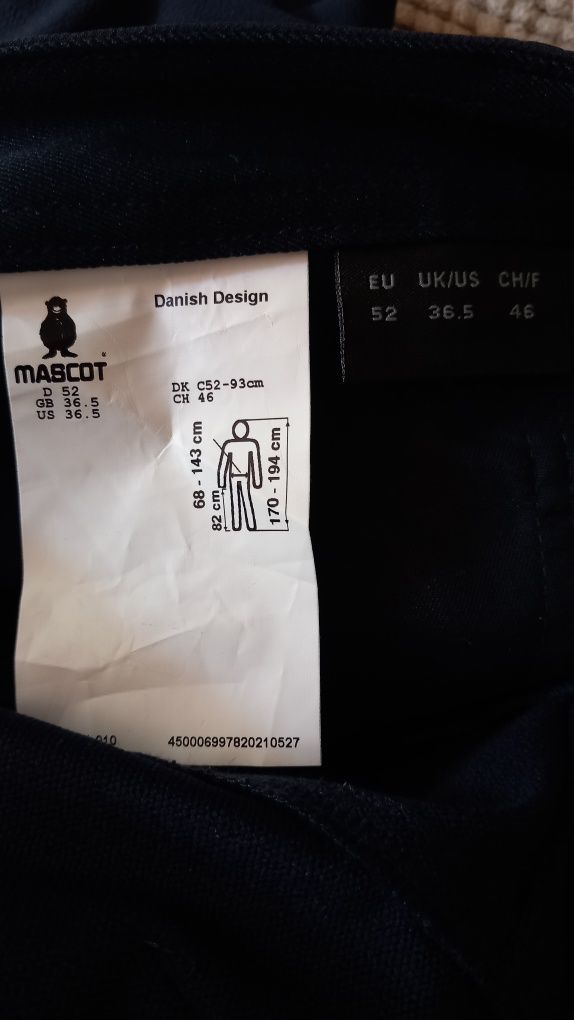 Danish Design
MASCOT®
D 52
GB 36.5
US 36.5
DK C52-93cm
CH 46
68 - 143 cm
82 cm
170 - 194 cm
450006997820210527
EU UK/US CH/F
52 36.5 46